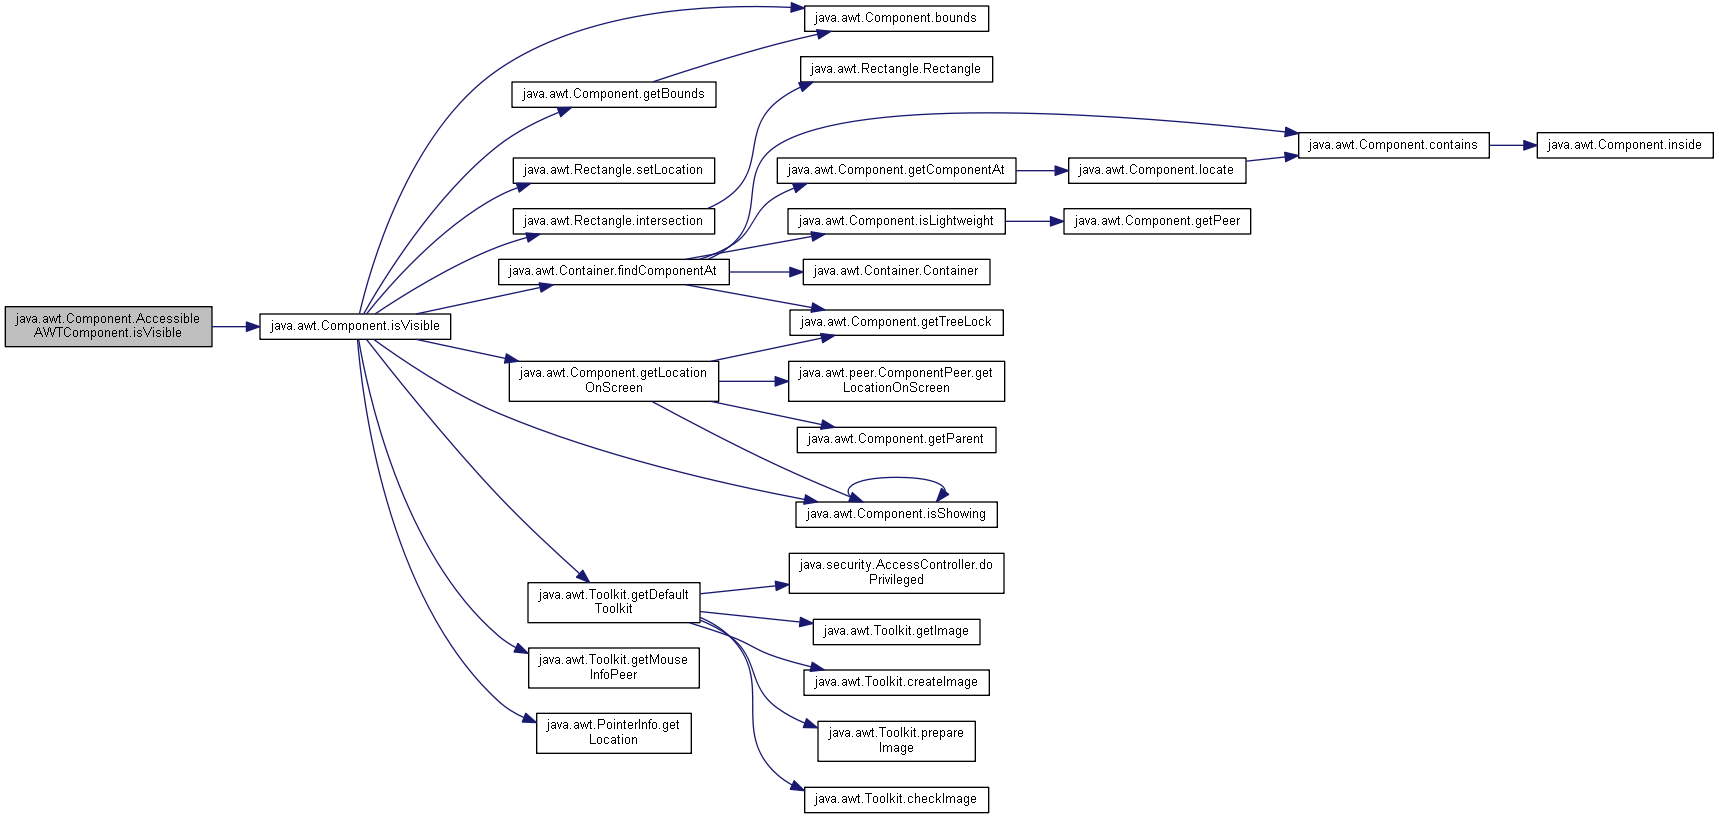 java.awt.Component.bounds
java.awt.Rectangle.Rectangle
java.awt.Component.getBounds
java.awt.Component.contains
java.awt.Component.inside
java.awt.Rectangle.setLocation
java.awt.Component.getComponentAt
java.awt.Component.locate
java.awt.Rectangle.intersection
java.awt.Component.isLightweight
java.awt.Component.getPeer
java.awt.Container.findComponentAt
java.awt.Container.Container
java.awt.Component.Accessible
AWTComponent.isVisible
java.awt.Component.isVisible
java.awt.Component.getTreeLock
java.awt.Component.getLocation
OnScreen
java.awt.peer.ComponentPeer.get
LocationOnScreen
java.awt.Component.getParent
java.awt.Component.isShowing
java.security.AccessController.do
Privileged
java.awt.Toolkit.getDefault
Toolkit
java.awt.Toolkit.getImage
java.awt.Toolkit.getMouse
InfoPeer
java.awt.Toolkit.createImage
java.awt.PointerInfo.get
Location
java.awt.Toolkit.prepare
Image
java.awt.Toolkit.checkImage